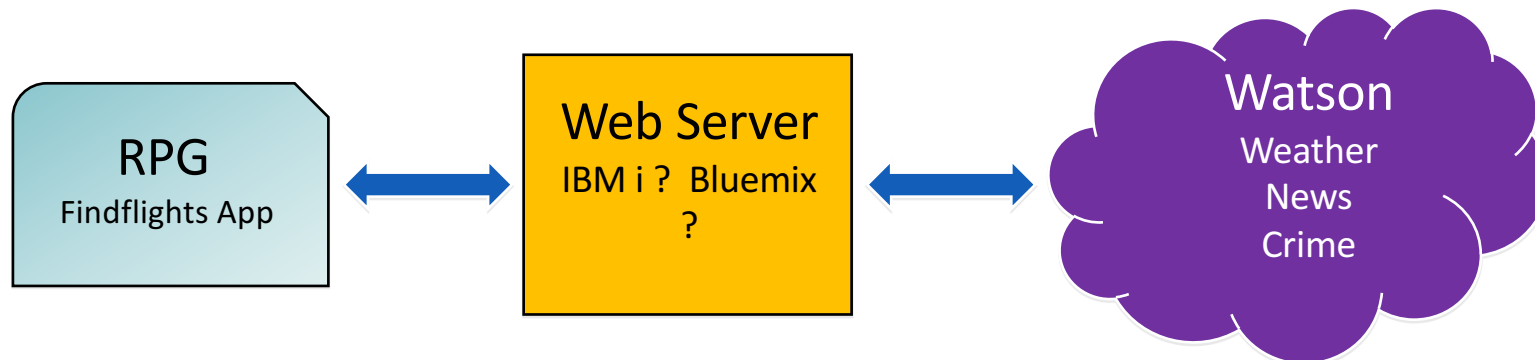 RPG
Findflights App
Web Server
IBM i ? Bluemix
?
Watson
Weather
News
Crime